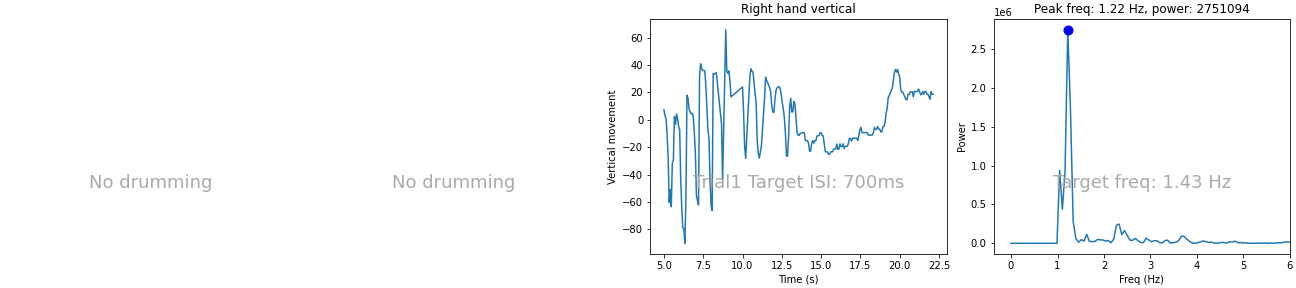 No drumming
No drumming
Right hand vertical
Vertical movement
60
40
20
0
−20
−40
−60
−80
5.0 7.5 10.0 12.5 15.0 17.5 20.0 22.5
Time (s)
Trial1 Target ISI: 700ms
Peak freq: 1.22 Hz, power: 2751094
1e6
Power
2.5
2.0
1.5
1.0
0.5
0.0
0 1 2 3 4 5 6
Freq (Hz)
Target freq: 1.43 Hz